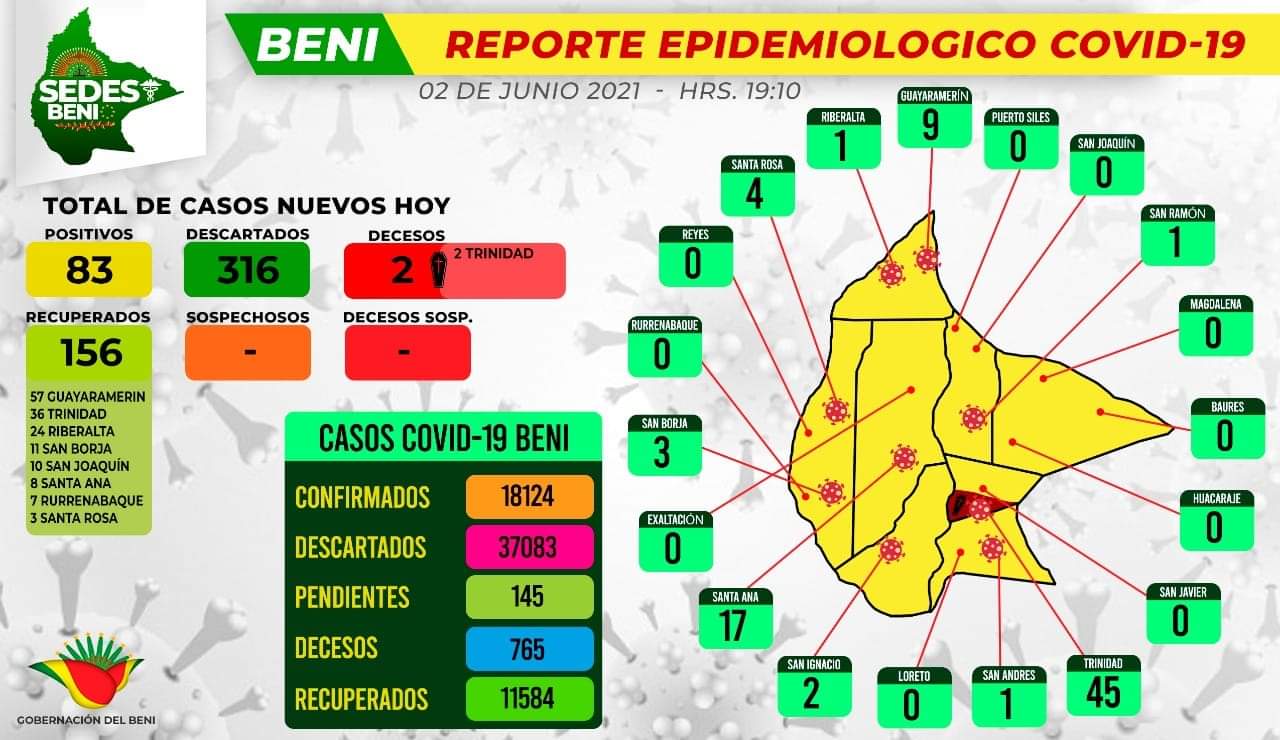 SEDES
BENI
BENI
REPORTE EPIDEMIOLOGICO COVID-19
02 DE JUNIO 2021 - HRS. 19:10
TOTAL DE CASOS NUEVOS HOY
POSITIVOS
83
DESCARTADOS
316
DECESOS
2
2 TRINIDAD
RECUPERADOS
156
SOSPECHOSOS
-
DECESOS SOSP.
-
57 GUAYARAMERIN
36 TRINIDAD
24 RIBERALTA
11 SAN BORJA
10 SAN JOAQUÍN
8 SANTA ANA
7 RURRENABAQUE
3 SANTA ROSA
CASOS COVID-19 BENI
CONFIRMADOS 18124
DESCARTADOS 37083
PENDIENTES 145
DECESOS 765
RECUPERADOS 11584
GOBERNACIÓN DEL BENI
GUAYARAMERÍN
9
RIBERALTA
1
PUERTO SILES
0
SAN JOAQUÍN
0
SANTA ROSA
4
SAN RAMÓN
1
REYES
0
MAGDALENA
0
RURRENABAQUE
0
BAURES
0
SAN BORJA
3
HUACARAJE
0
EXALTACIÓN
0
SAN JAVIER
0
SANTA ANA
17
SAN IGNACIO
2
LORETO
0
SAN ANDRES
1
TRINIDAD
45